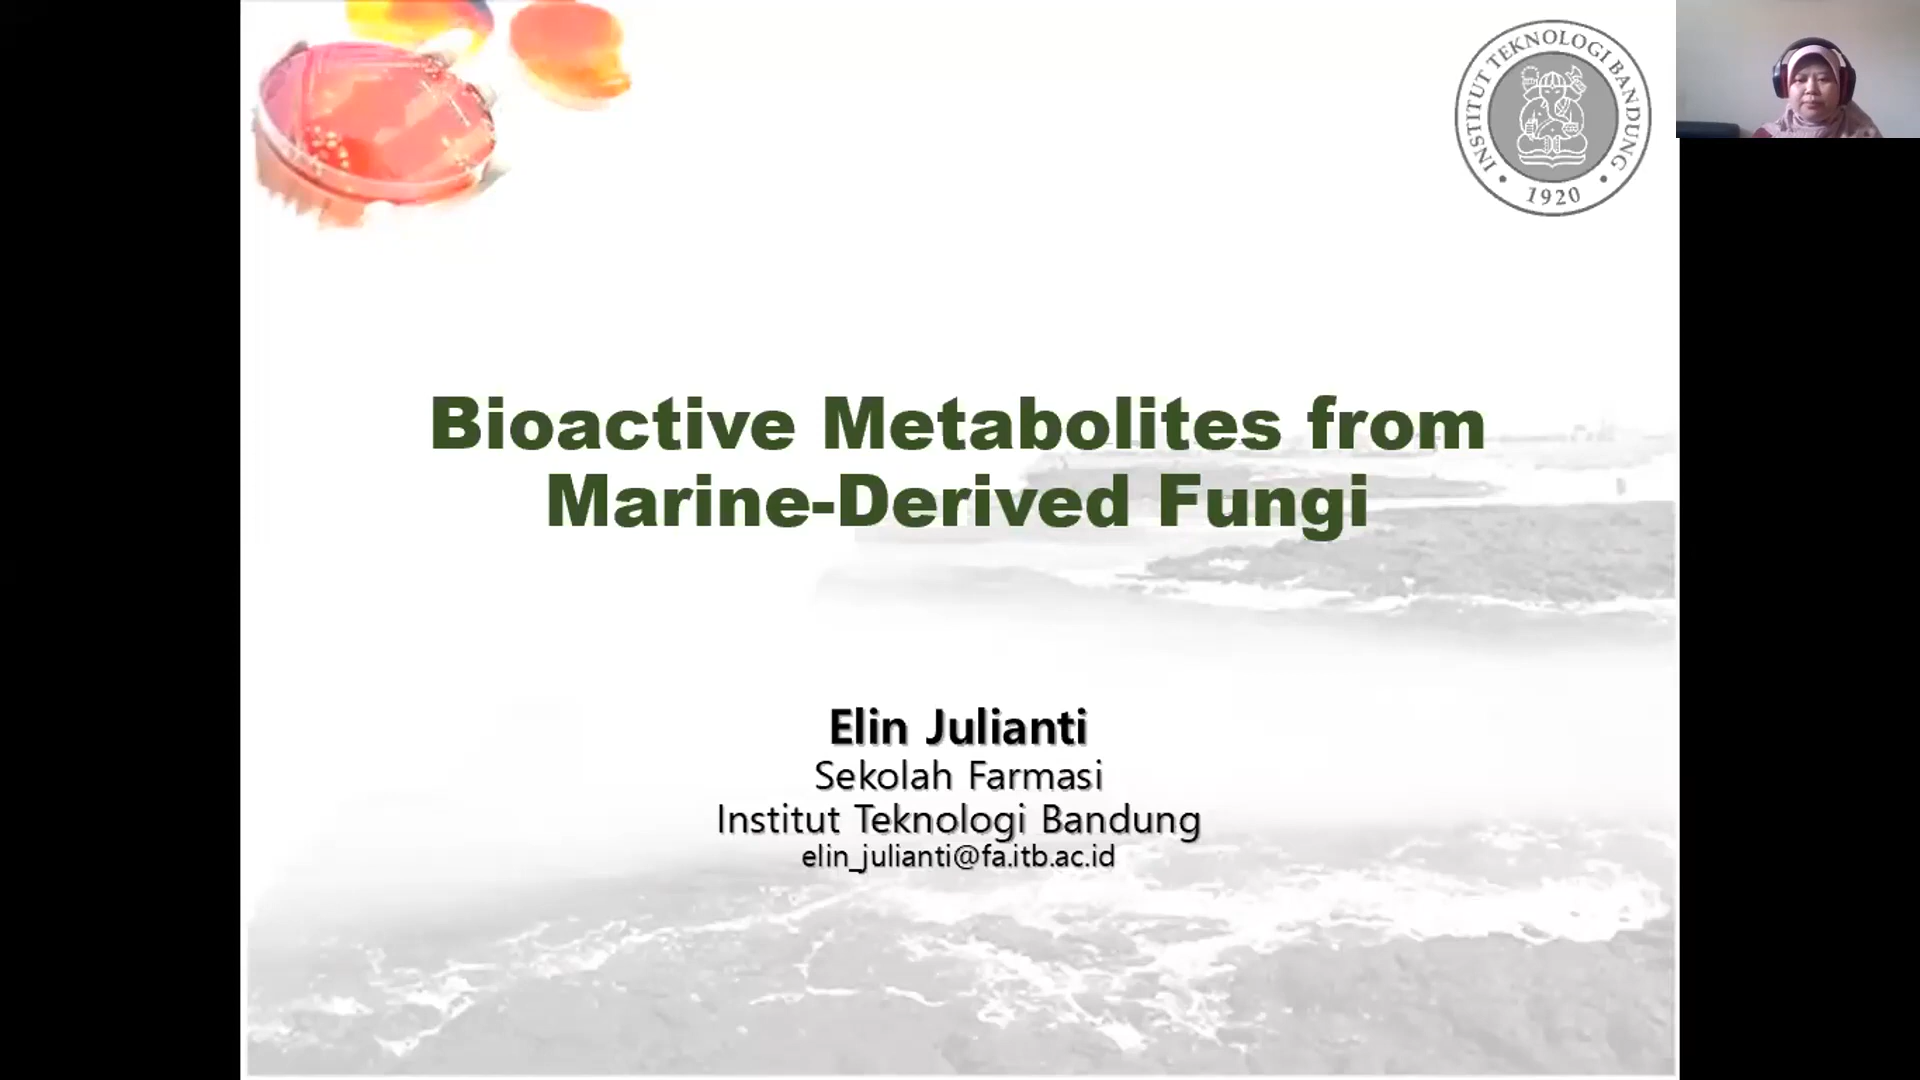 INSTITUT TEKNOLOGI BANDUNG
1920
Bioactive Metabolites from
Marine-Derived Fungi
Elin Julianti
Sekolah Farmasi
Institut Teknologi Bandung
elin_julianti@fa.itb.ac.id